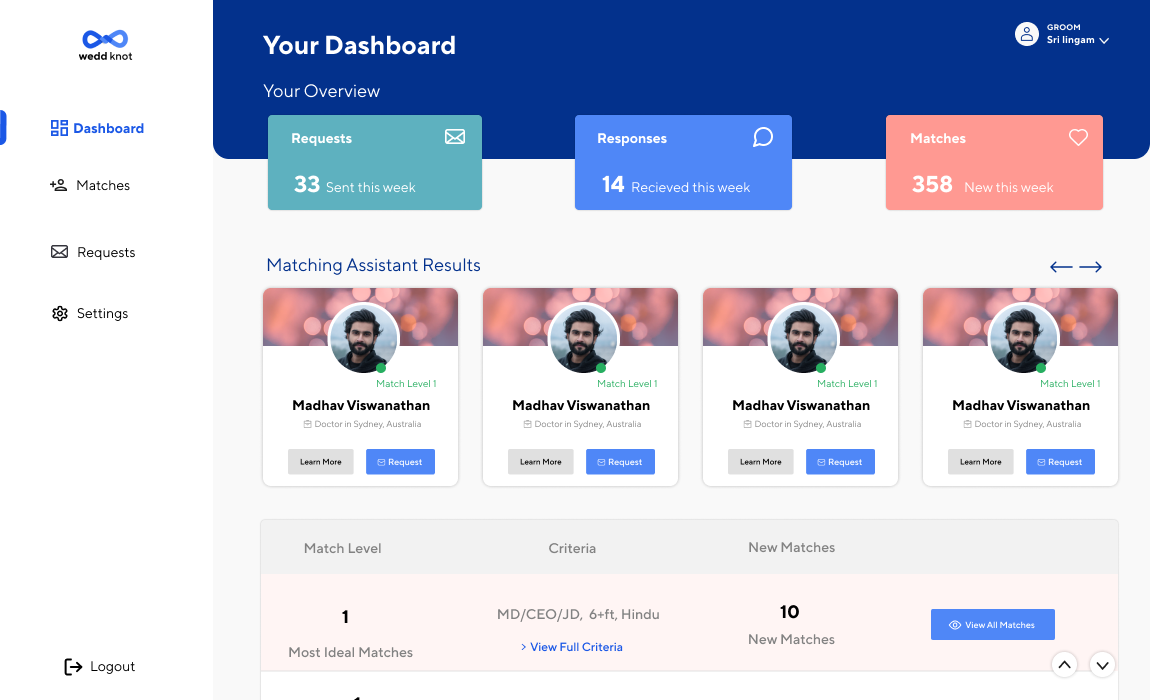 wedd knot
Dashboard
Matches
Requests
Settings
Logout
Your Dashboard
GROOM
Sri lingam
Your Overview
Requests
33 Sent this week
Responses
14 Recieved this week
Matches
358 New this week
Matching Assistant Results
Match Level 1
Madhav Viswanathan
Doctor in Sydney, Australia
Learn More
Request
Match Level 1
Madhav Viswanathan
Doctor in Sydney, Australia
Learn More
Request
Match Level 1
Madhav Viswanathan
Doctor in Sydney, Australia
Learn More
Request
Match Level 1
Madhav Viswanathan
Doctor in Sydney, Australia
Learn More
Request
Match Level Criteria New Matches
1
Most Ideal Matches
MD/CEO/JD, 6+ft, Hindu
> View Full Criteria
10
New Matches
View All Matches